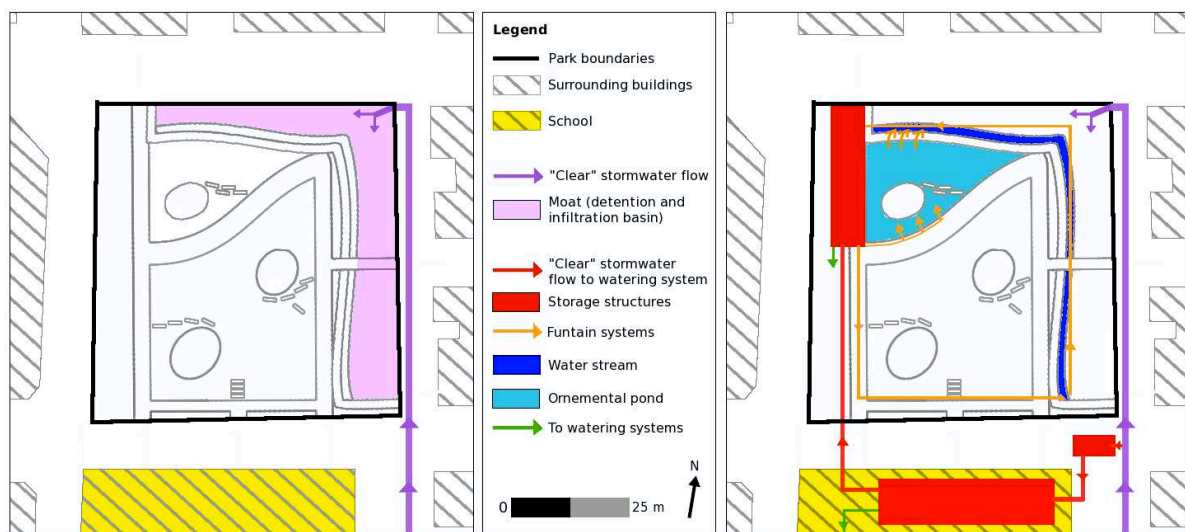 Legend
Park boundaries
Surrounding buildings
School
"Clear" stormwater flow
Moat (detention and
infiltration basin)
"Clear" stormwater
flow to watering system
Storage structures
Funtain systems
Water stream
Ornemental pond
To watering systems
N
0 25 m